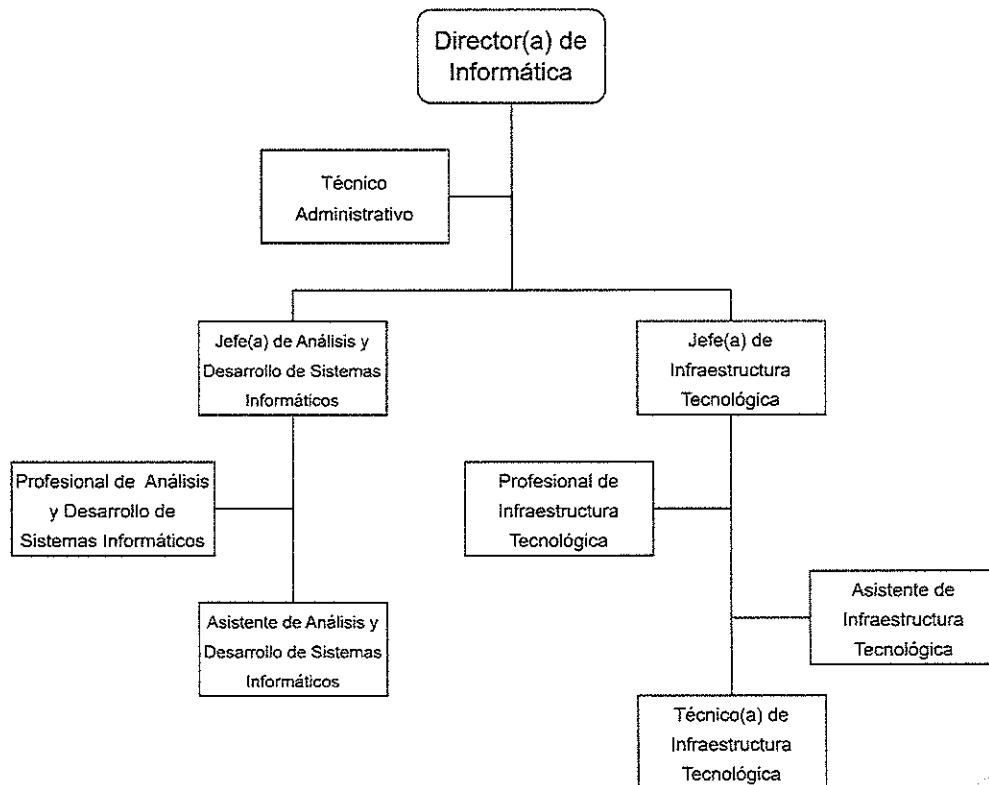 Director(a) de
Informática
Técnico
Administrativo
Jefe(a) de Análisis y
Desarrollo de Sistemas
Informáticos
Jefe(a) de
Infraestructura
Tecnológica
Profesional de Análisis
y Desarrollo de
Sistemas Informáticos
Profesional de
Infraestructura
Tecnológica
Asistente de Análisis y
Desarrollo de Sistemas
Informáticos
Asistente de
Infraestructura
Tecnológica
Técnico(a) de
Infraestructura
Tecnológica